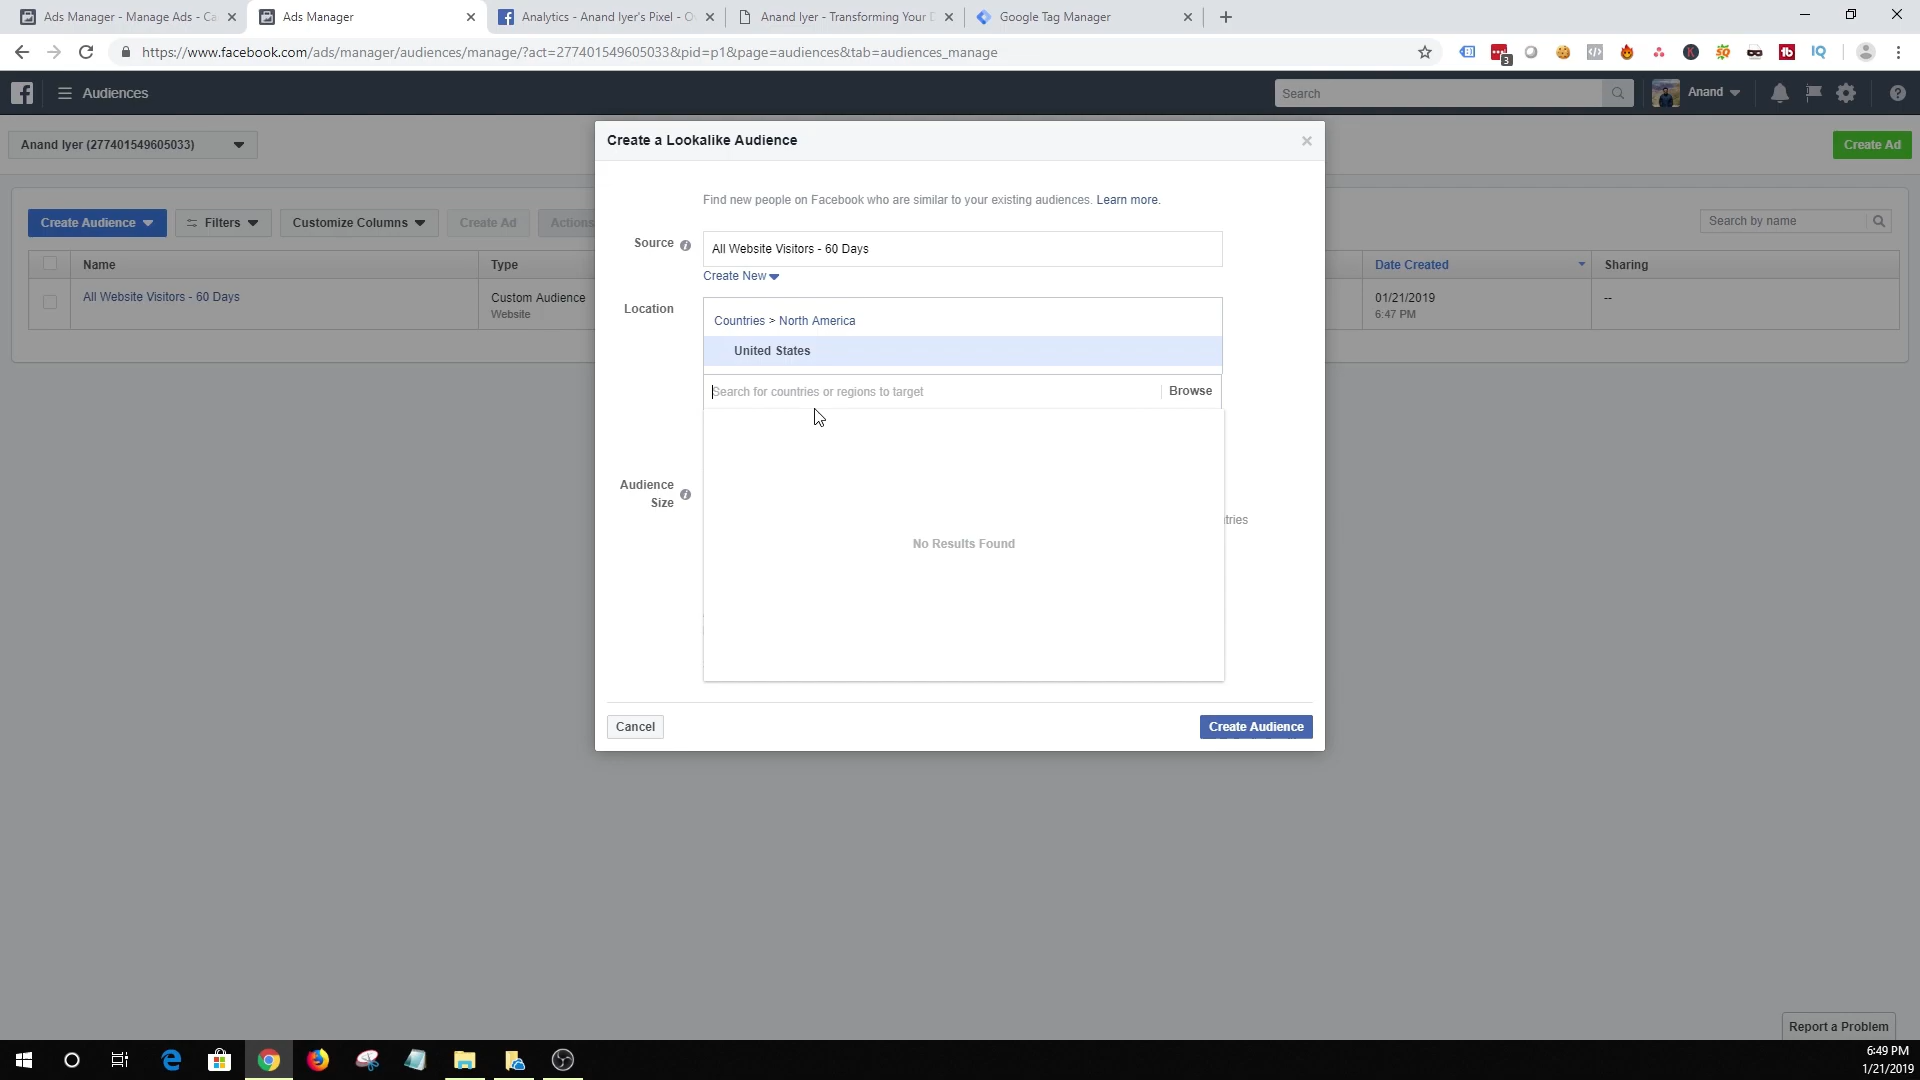 Ads Manager - Manage Ads - Ca
Ads Manager
Analytics - Anand Iyer's Pixel - O
Anand Iyer - Transforming Your D
Google Tag Manager
https://www.facebook.com/ads/manager/audiences/manage/?act=277401549605033&pid=p1&page=audiences&tab=audiences_manage
3
Audiences
Search
Anand
Anand Iyer (277401549605033)
Create Ad
Create a Lookalike Audience
Find new people on Facebook who are similar to your existing audiences. Learn more.
Create Audience
Filters
Customize Columns
Create Ad
Actions
Search by name
Source
All Website Visitors - 60 Days
Create New
Name
Type
Date Created
Sharing
All Website Visitors - 60 Days
Custom Audience
Website
01/21/2019
6:47 PM
--
Location
Countries > North America
United States
Search for countries or regions to target
Browse
Audience
Size
tries
No Results Found
Cancel
Create Audience
Report a Problem
6:49 PM
1/21/2019